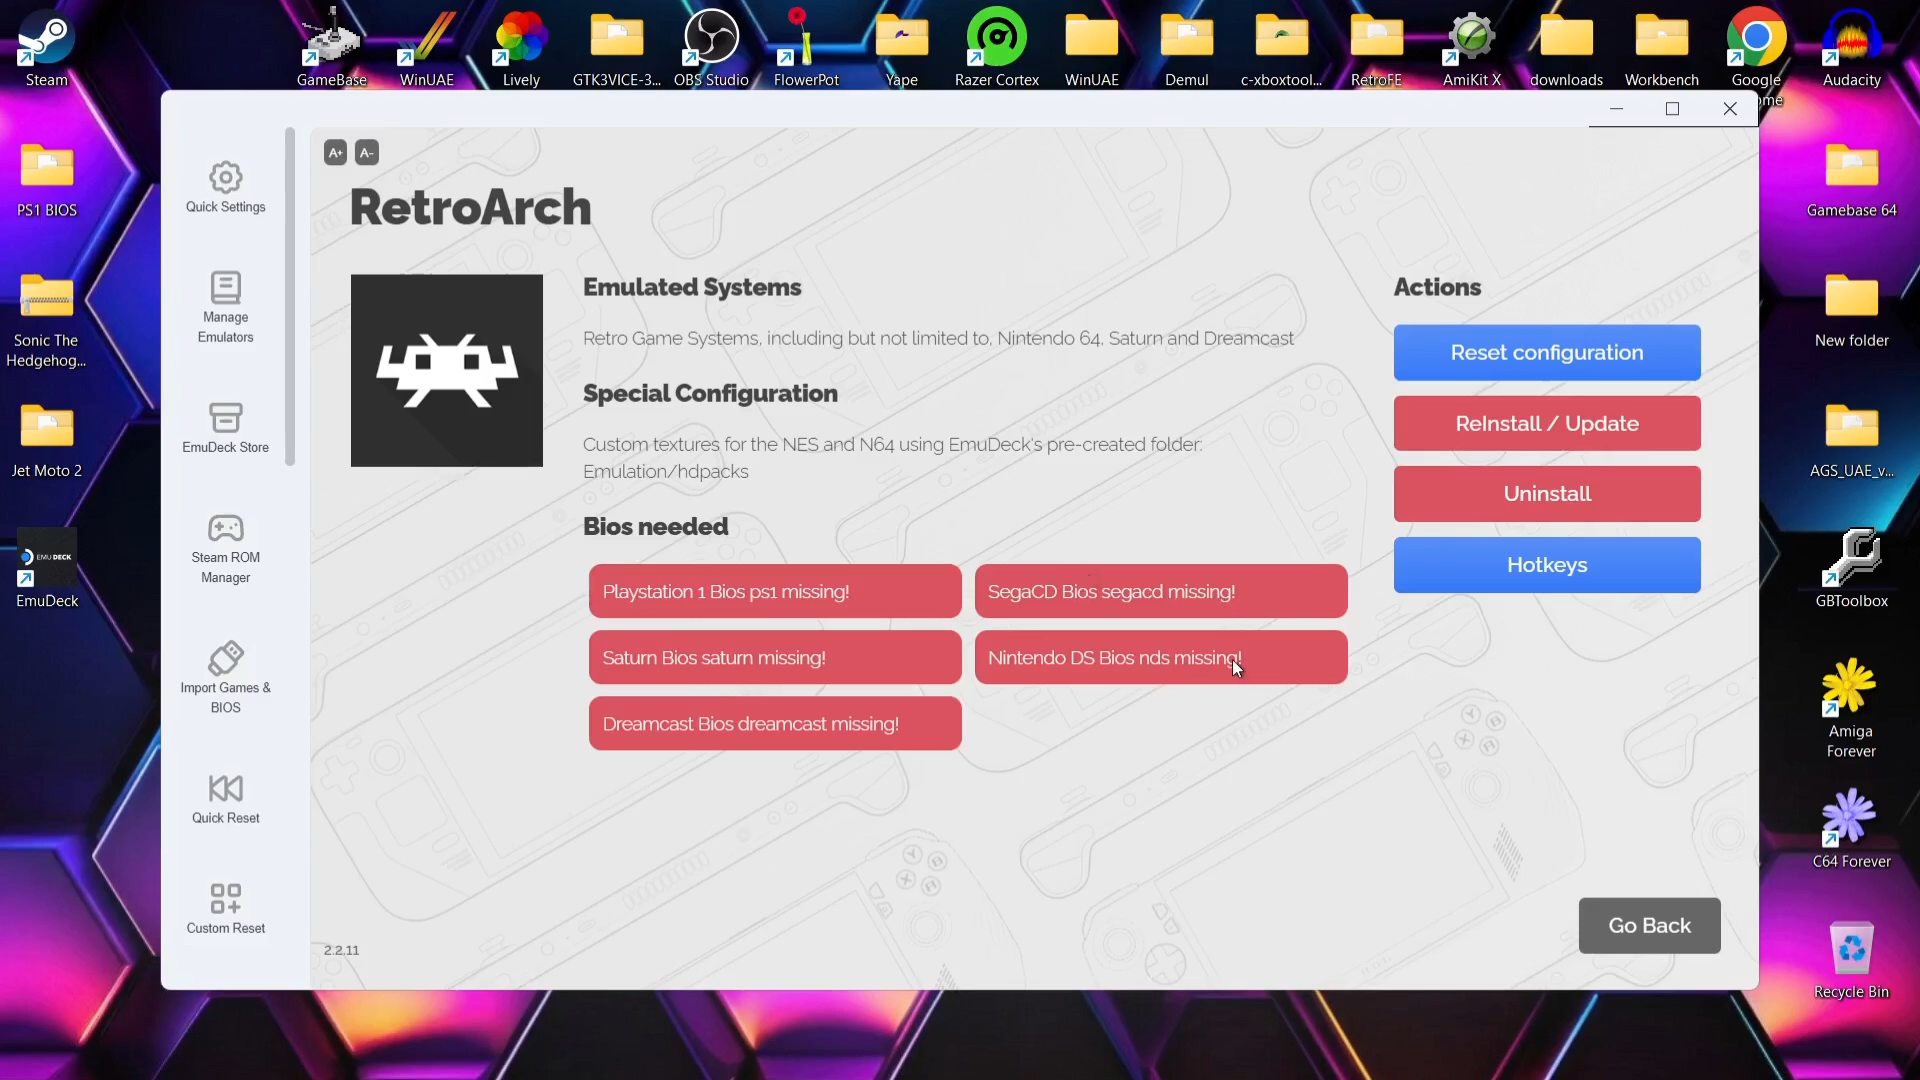 Steam
GameBase
WinUAE
Lively
GTK3VICE-3...
OBS Studio
FlowerPot
Yape
Razer Cortex
WinUAE
Demul
c-xboxtool...
RetroFE
AmiKit X
downloads
Workbench
Google
ome
Audacity
PS1 BIOS
Sonic The
Hedgehog...
Jet Moto 2
EMU DECK
EmuDeck
Quick Settings
Manage
Emulators
EmuDeck Store
Steam ROM
Manager
Import Games &
BIOS
Quick Reset
Custom Reset
A+
A-
RetroArch
Emulated Systems
Retro Game Systems, including but not limited to, Nintendo 64, Saturn and Dreamcast
Special Configuration
Custom textures for the NES and N64 using EmuDeck's pre-created folder:
Emulation/hdpacks
Bios needed
Playstation 1 Bios ps1 missing!
SegaCD Bios segacd missing!
Saturn Bios saturn missing!
Nintendo DS Bios nds missing!
Dreamcast Bios dreamcast missing!
Actions
Reset configuration
ReInstall / Update
Uninstall
Hotkeys
Go Back
2.2.11
Gamebase 64
New folder
AGS_UAE_v...
GBToolbox
Amiga
Forever
C64 Forever
Recycle Bin